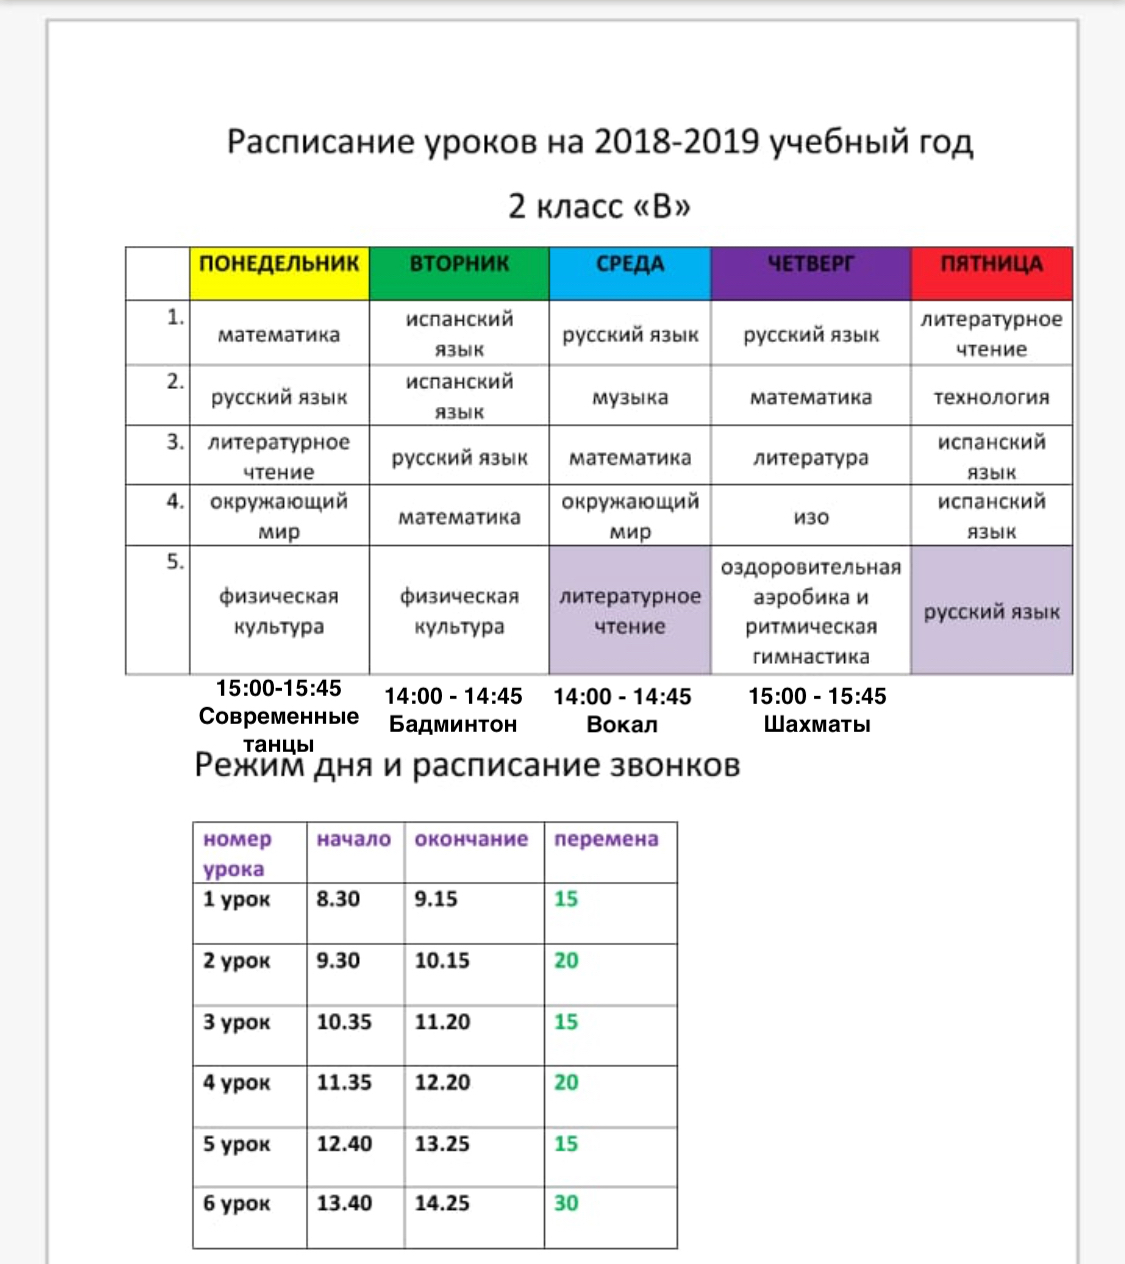 Расписание уроков на 2018-2019 учебный год
2 класс «В»
ПОНЕДЕЛЬНИК ВТОРНИК СРЕДА ЧЕТВЕРГ ПЯТНИЦА
1. математика испанский язык русский язык русский язык литературное чтение
2. русский язык испанский язык музыка математика технология
3. литературное чтение русский язык математика литература испанский язык
4. окружающий мир математика окружающий мир изо испанский язык
5. физическая культура физическая культура литературное чтение оздоровительная аэробика и ритмическая гимнастика русский язык
15:00-15:45 Современные танцы 14:00 - 14:45 Бадминтон 14:00 - 14:45 Вокал 15:00 - 15:45 Шахматы
Режим дня и расписание звонков
номер урока начало окончание перемена
1 урок 8.30 9.15 15
2 урок 9.30 10.15 20
3 урок 10.35 11.20 15
4 урок 11.35 12.20 20
5 урок 12.40 13.25 15
6 урок 13.40 14.25 30